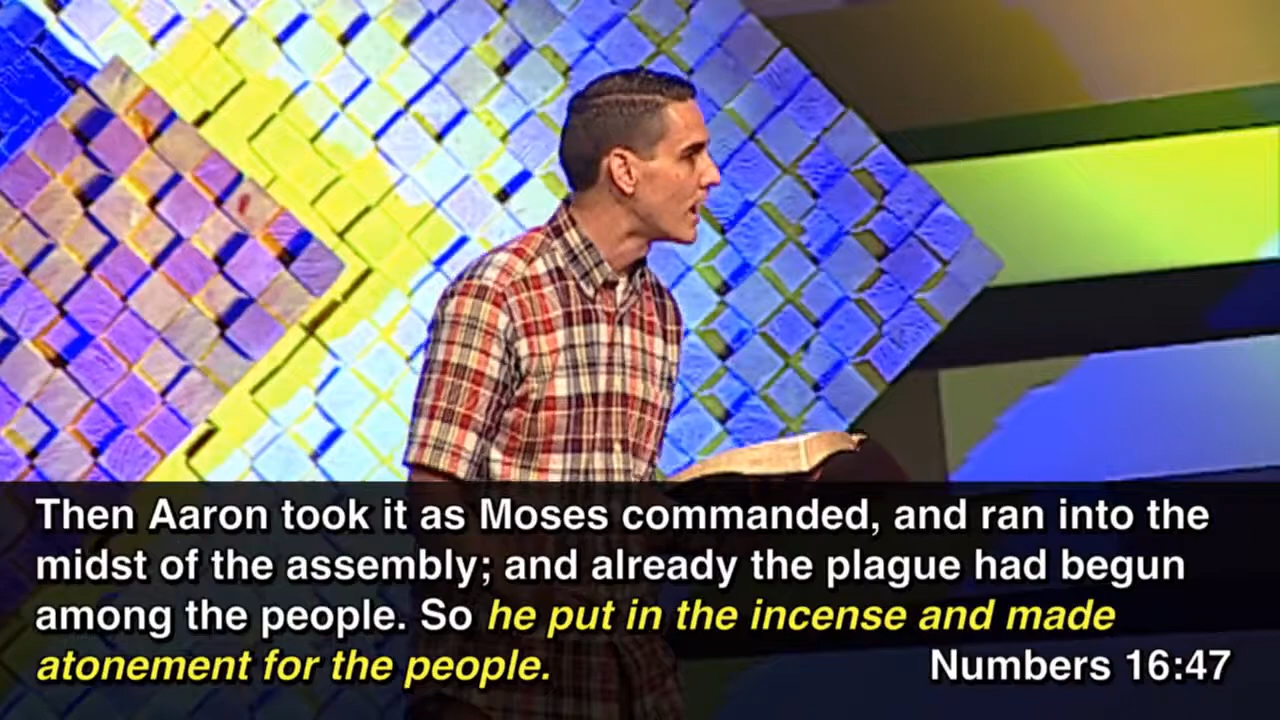 Then Aaron took it as Moses commanded, and ran into the
midst of the assembly; and already the plague had begun
among the people. So he put in the incense and made
atonement for the people. Numbers 16:47